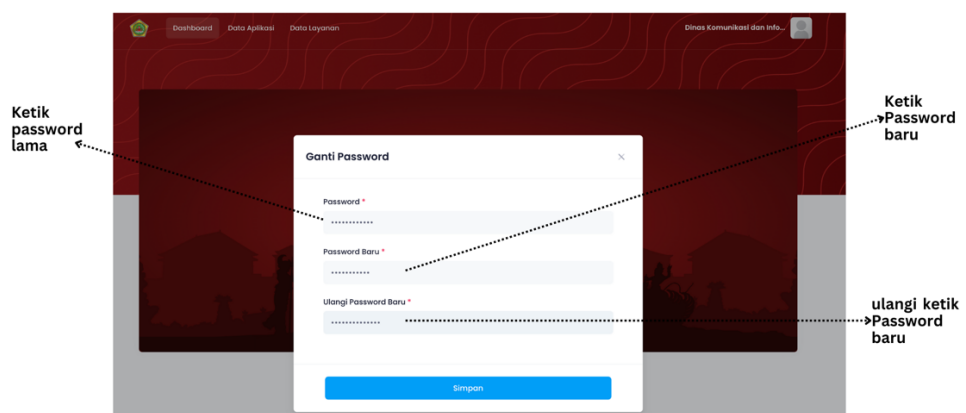 Dashboard Data Aplikasi Data Layanan Dinas Komunikasi dan Info...
Ketik
password
lama
Ketik
Password
baru
Ganti Password
Password *
************
Password Baru *
***********
Ulangi Password Baru *
**************
ulangi ketik
Password
baru
Simpan